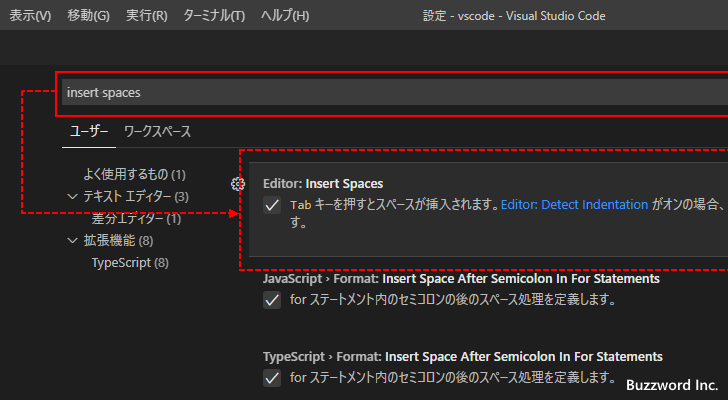 表示(V) 移動(G) 実行(R) ターミナル(T) ヘルプ(H) 設定 - vscode - Visual Studio Code
insert spaces
ユーザー ワークスペース
よく使用するもの (1)
テキスト エディター (3)
差分エディター (1)
拡張機能 (8)
TypeScript (8)
Editor: Insert Spaces
Tab キーを押すとスペースが挿入されます。Editor: Detect Indentation がオンの場合、
す。
JavaScript › Format: Insert Space After Semicolon In For Statements
for ステートメント内のセミコロンの後のスペース処理を定義します。
TypeScript › Format: Insert Space After Semicolon In For Statements
for ステートメント内のセミコロンの後のスペース処理を定義します。
Buzzword Inc.